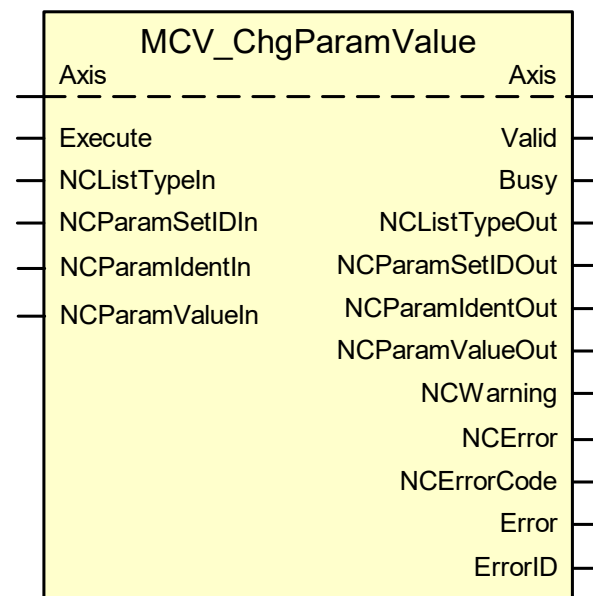 MCV_ChgParamValue
Axis Axis
Execute Valid
NCListTypeIn Busy
NCParamSetIDIn NCListTypeOut
NCParamIdentIn NCParamSetIDOut
NCParamValueIn NCParamIdentOut
NCParamValueOut
NCWarning
NCError
NCErrorCode
Error
ErrorID